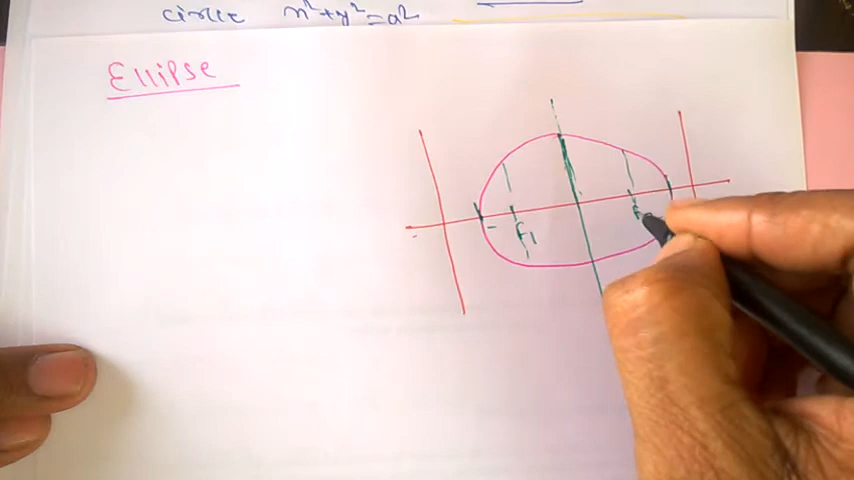 circle x²+y²=a²
Ellipse
F₁